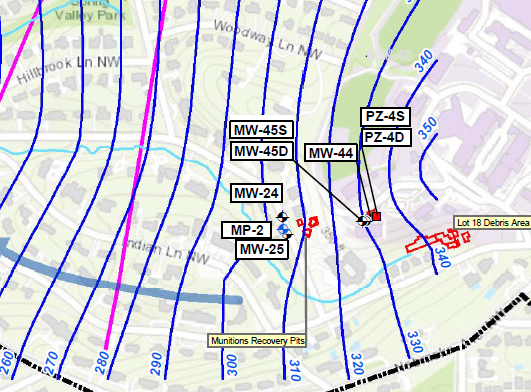 Spring
Valley Park
Woodway Ln NW
Hillbrook Ln NW
340
PZ-4S
350
MW-45S
PZ-4D
MW-45D
MW-44
MW-24
Lot 18 Debris Area
MP-2
Indian Ln NW
MW-25
340
Munitions Recovery Pits
260
270
280
290
300
310
320
330